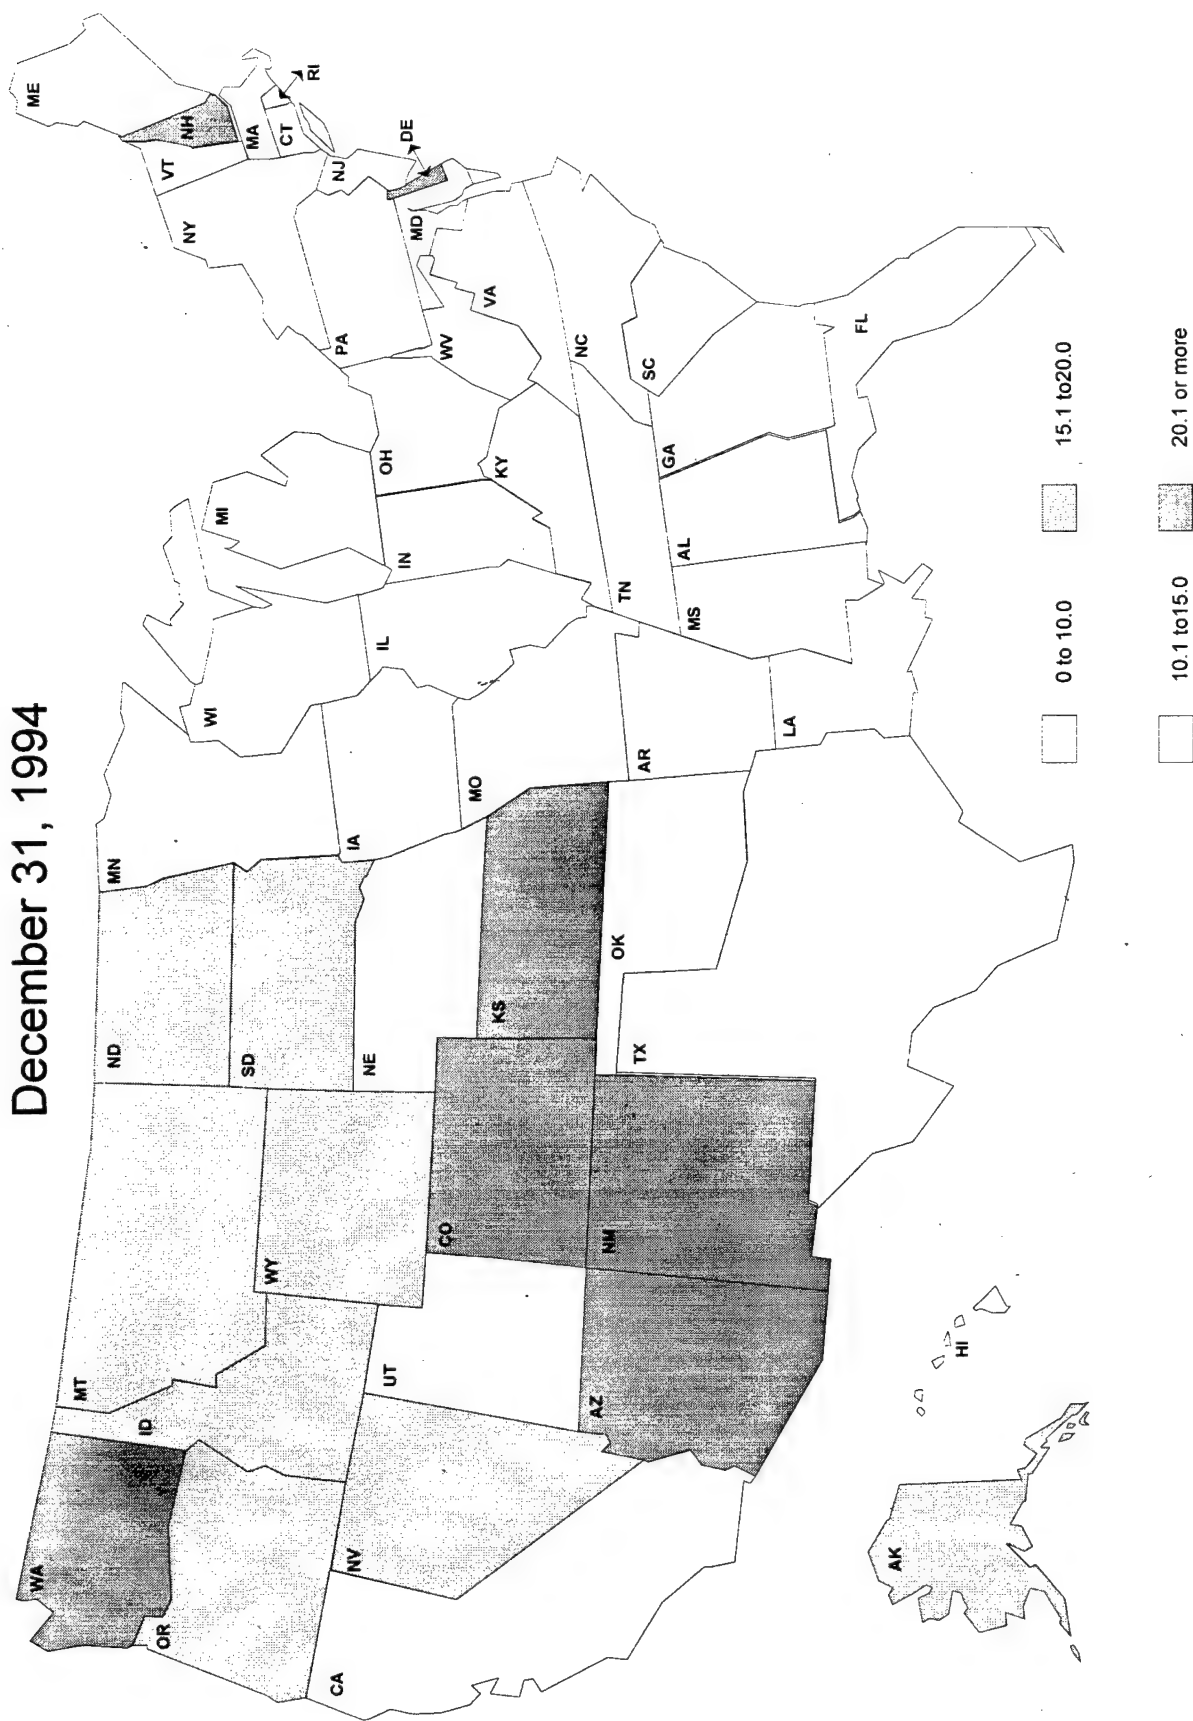 December 31, 1994
WA
MT
ND
MN
ME
VT
NH
NY
MA
CT
RI
OR
ID
WY
SD
WI
MI
PA
NJ
DE
MD
NV
UT
NE
IA
IL
IN
OH
WV
VA
CA
CO
KS
MO
KY
NC
AZ
NM
OK
AR
TN
SC
TX
LA
MS
AL
GA
FL
AK
HI
0 to 10.0
15.1 to20.0
10.1 to15.0
20.1 or more